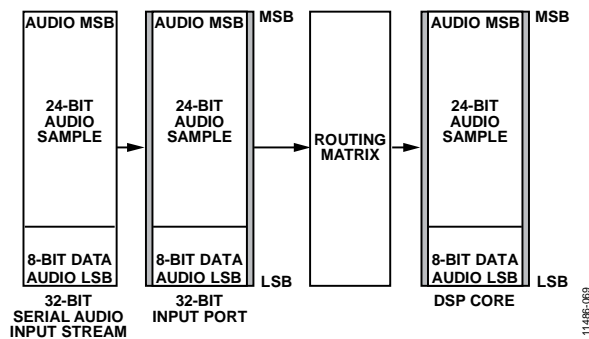 AUDIO MSB
24-BIT
AUDIO
SAMPLE
8-BIT DATA
AUDIO LSB
32-BIT
SERIAL AUDIO
INPUT STREAM
AUDIO MSB
MSB
24-BIT
AUDIO
SAMPLE
8-BIT DATA
AUDIO LSB
LSB
32-BIT
INPUT PORT
ROUTING
MATRIX
AUDIO MSB
MSB
24-BIT
AUDIO
SAMPLE
8-BIT DATA
AUDIO LSB
LSB
DSP CORE
11486-069